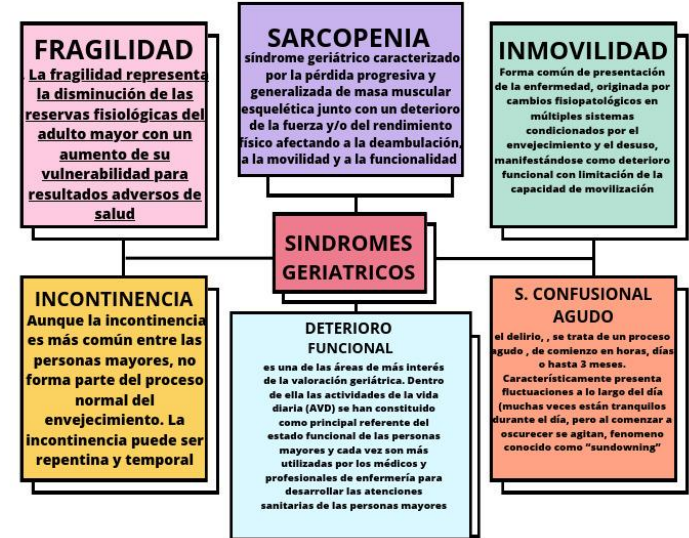 FRAGILIDAD
. La fragilidad representa
la disminución de las
reservas fisiológicas del
adulto mayor con un
aumento de su
vulnerabilidad para
resultados adversos de
salud
SARCOPENIA
síndrome geriátrico caracterizado
por la pérdida progresiva y
generalizada de masa muscular
esquelética junto con un deterioro
de la fuerza y/o del rendimiento
físico afectando a la deambulación,
a la movilidad y a la funcionalidad
INMOVILIDAD
Forma común de presentación
de la enfermedad, originada por
cambios fisiopatológicos en
múltiples sistemas
condicionados por el
envejecimiento y el desuso,
manifestándose como deterioro
funcional con limitación de la
capacidad de movilización
SINDROMES
GERIATRICOS
INCONTINENCIA
Aunque la incontinencia
es más común entre las
personas mayores, no
forma parte del proceso
normal del
envejecimiento. La
incontinencia puede ser
repentina y temporal
DETERIORO
FUNCIONAL
es una de las áreas de más interés
de la valoración geriátrica. Dentro
de ella las actividades de la vida
diaria (AVD) se han constituido
como principal referente del
estado funcional de las personas
mayores y cada vez son más
utilizadas por los médicos y
profesionales de enfermería para
desarrollar las atenciones
sanitarias de las personas mayores
S. CONFUSIONAL
AGUDO
el delirio, , se trata de un proceso
agudo , de comienzo en horas, días
o hasta 3 meses.
Característicamente presenta
fluctuaciones a lo largo del día
(muchas veces están tranquilos
durante el día, pero al comenzar a
oscurecer se agitan, fenomeno
conocido como “sundowning”